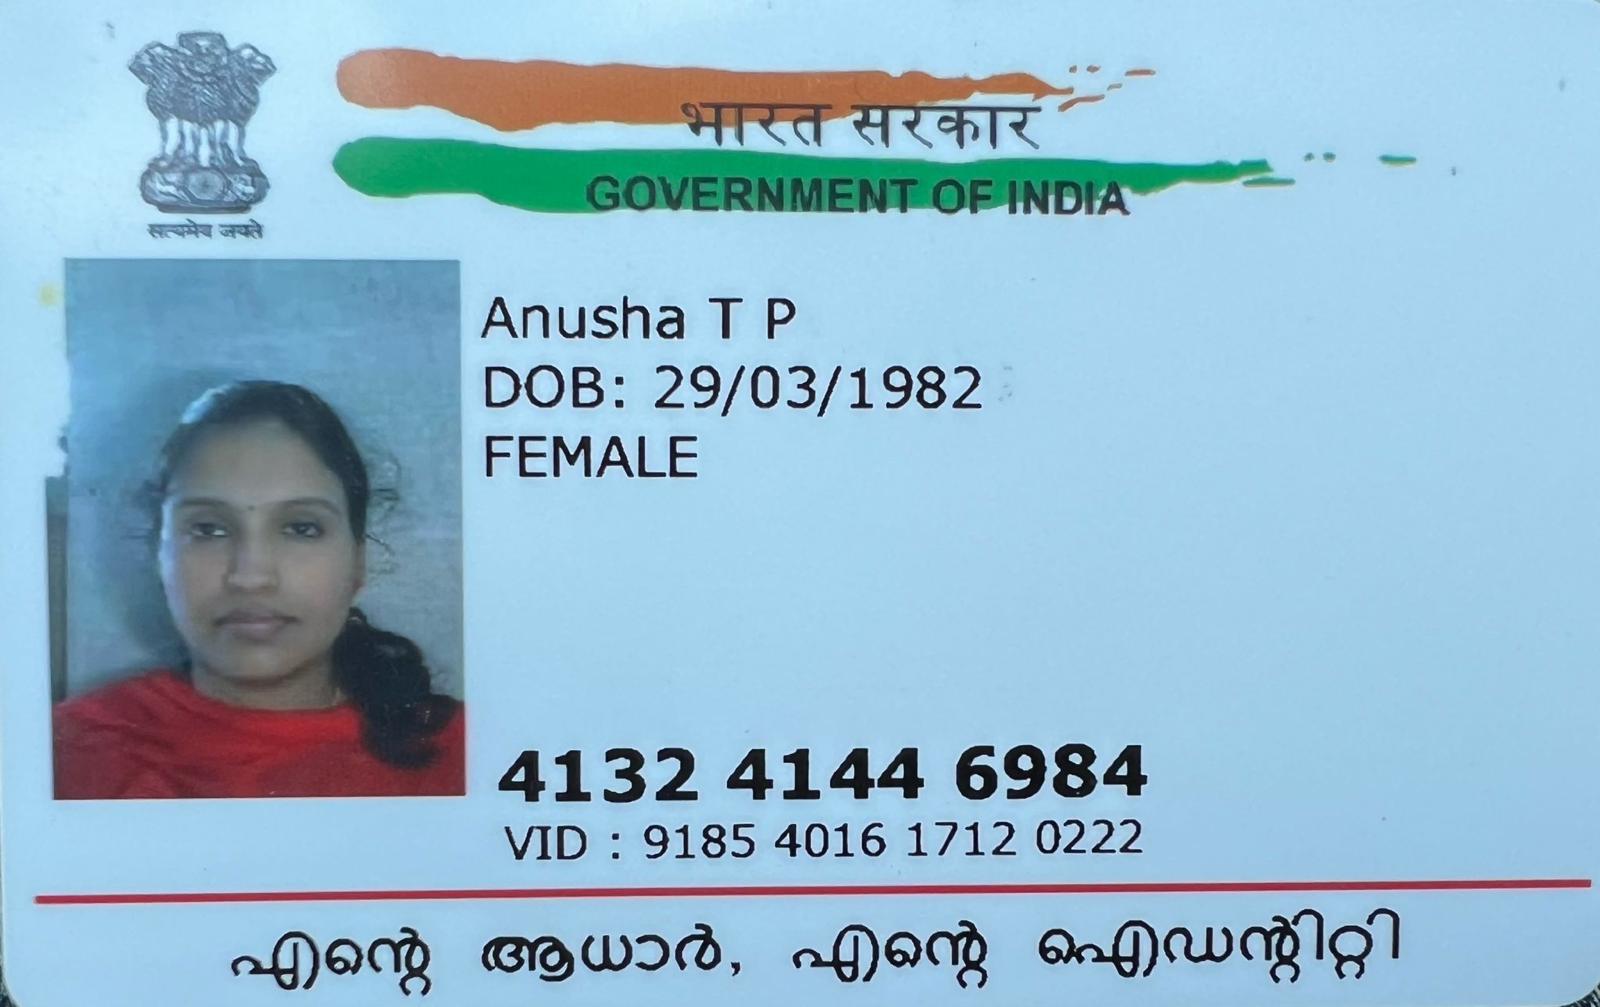 भारत सरकार
GOVERNMENT OF INDIA
सत्यमेव जयते
Anusha T P
DOB: 29/03/1982
FEMALE
4132 4144 6984
VID : 9185 4016 1712 0222
എന്റെ ആധാർ, എന്റെ ഐഡന്റിറ്റി